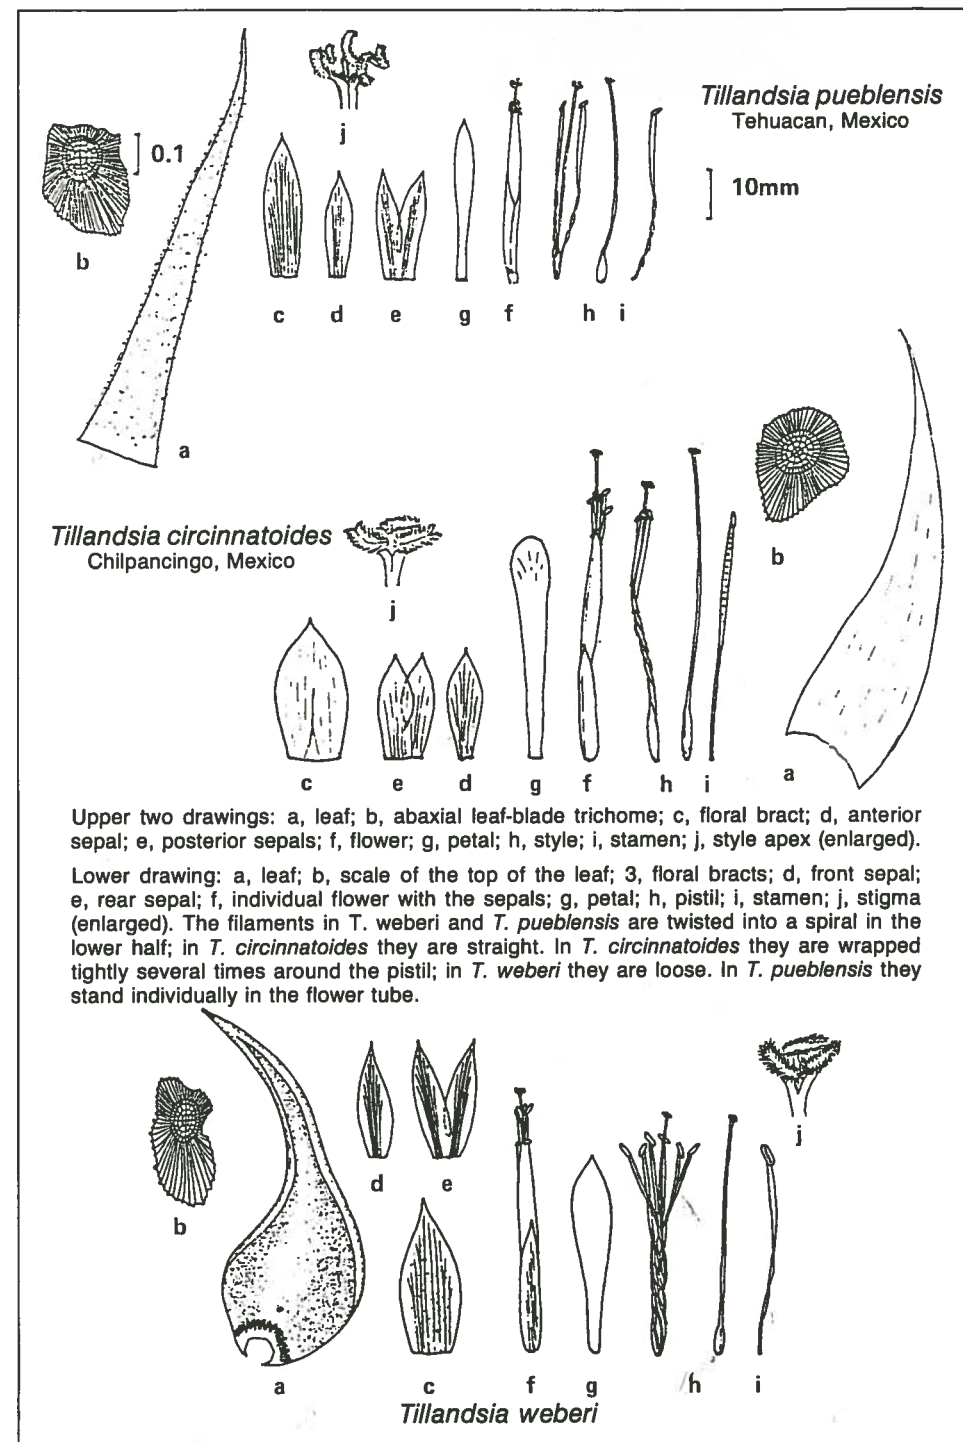 Tillandsia pueblensis
Tehuacan, Mexico
j
0.1
10mm
b
c d e g f h i
a
Tillandsia circinnatoides
Chilpancingo, Mexico
j
b
c e d g f h i a
Upper two drawings: a, leaf; b, abaxial leaf-blade trichome; c, floral bract; d, anterior
sepal; e, posterior sepals; f, flower; g, petal; h, style; i, stamen; j, style apex (enlarged).
Lower drawing: a, leaf; b, scale of the top of the leaf; 3, floral bracts; d, front sepal;
e, rear sepal; f, individual flower with the sepals; g, petal; h, pistil; i, stamen; j, stigma
(enlarged). The filaments in T. weberi and T. pueblensis are twisted into a spiral in the
lower half; in T. circinnatoides they are straight. In T. circinnatoides they are wrapped
tightly several times around the pistil; in T. weberi they are loose. In T. pueblensis they
stand individually in the flower tube.
j
d e
b
a c f g h i
Tillandsia weberi